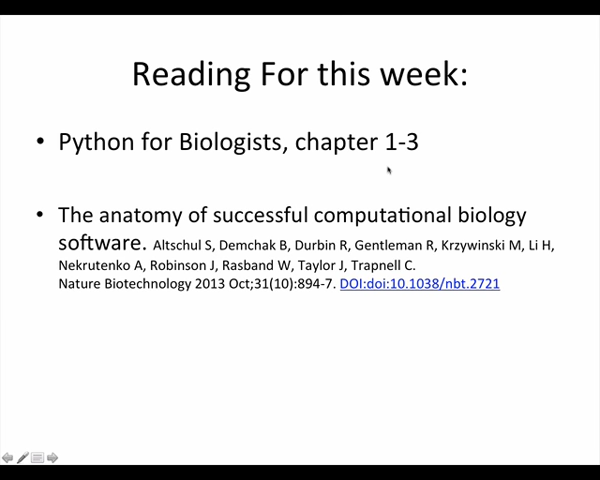 Reading For this week:
• Python for Biologists, chapter 1-3
• The anatomy of successful computational biology
software. Altschul S, Demchak B, Durbin R, Gentleman R, Krzywinski M, Li H,
Nekrutenko A, Robinson J, Rasband W, Taylor J, Trapnell C.
Nature Biotechnology 2013 Oct;31(10):894-7. DOI:doi:10.1038/nbt.2721